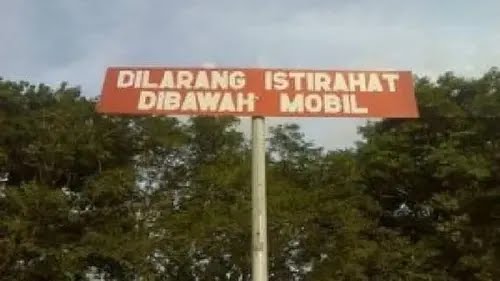 DILARANG ISTIRAHAT
DIBAWAH MOBIL